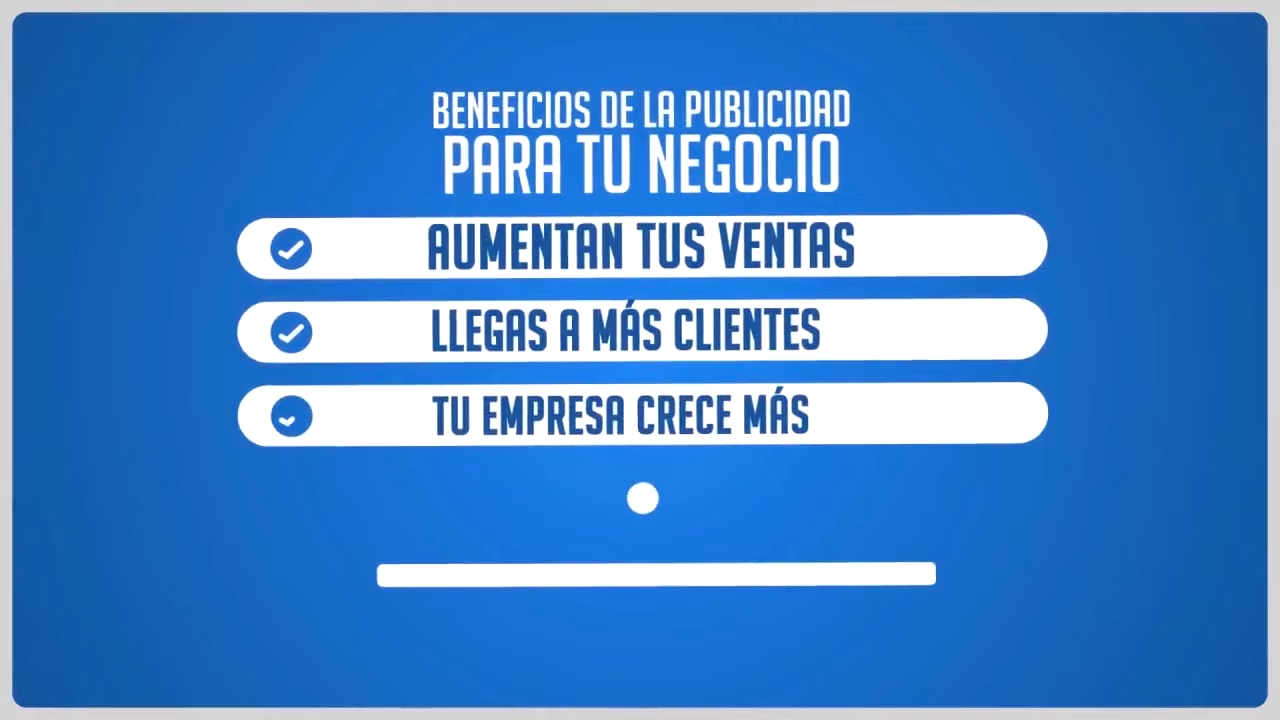 BENEFICIOS DE LA PUBLICIDAD
PARA TU NEGOCIO
AUMENTAN TUS VENTAS
LLEGAS A MÁS CLIENTES
TU EMPRESA CRECE MÁS